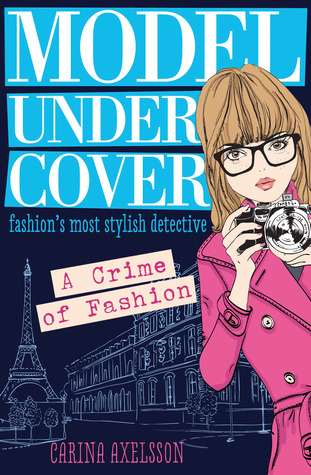 MODEL
UNDER
COVER
fashion's most stylish detective
A Crime
of Fashion
CARINA AXELSSON